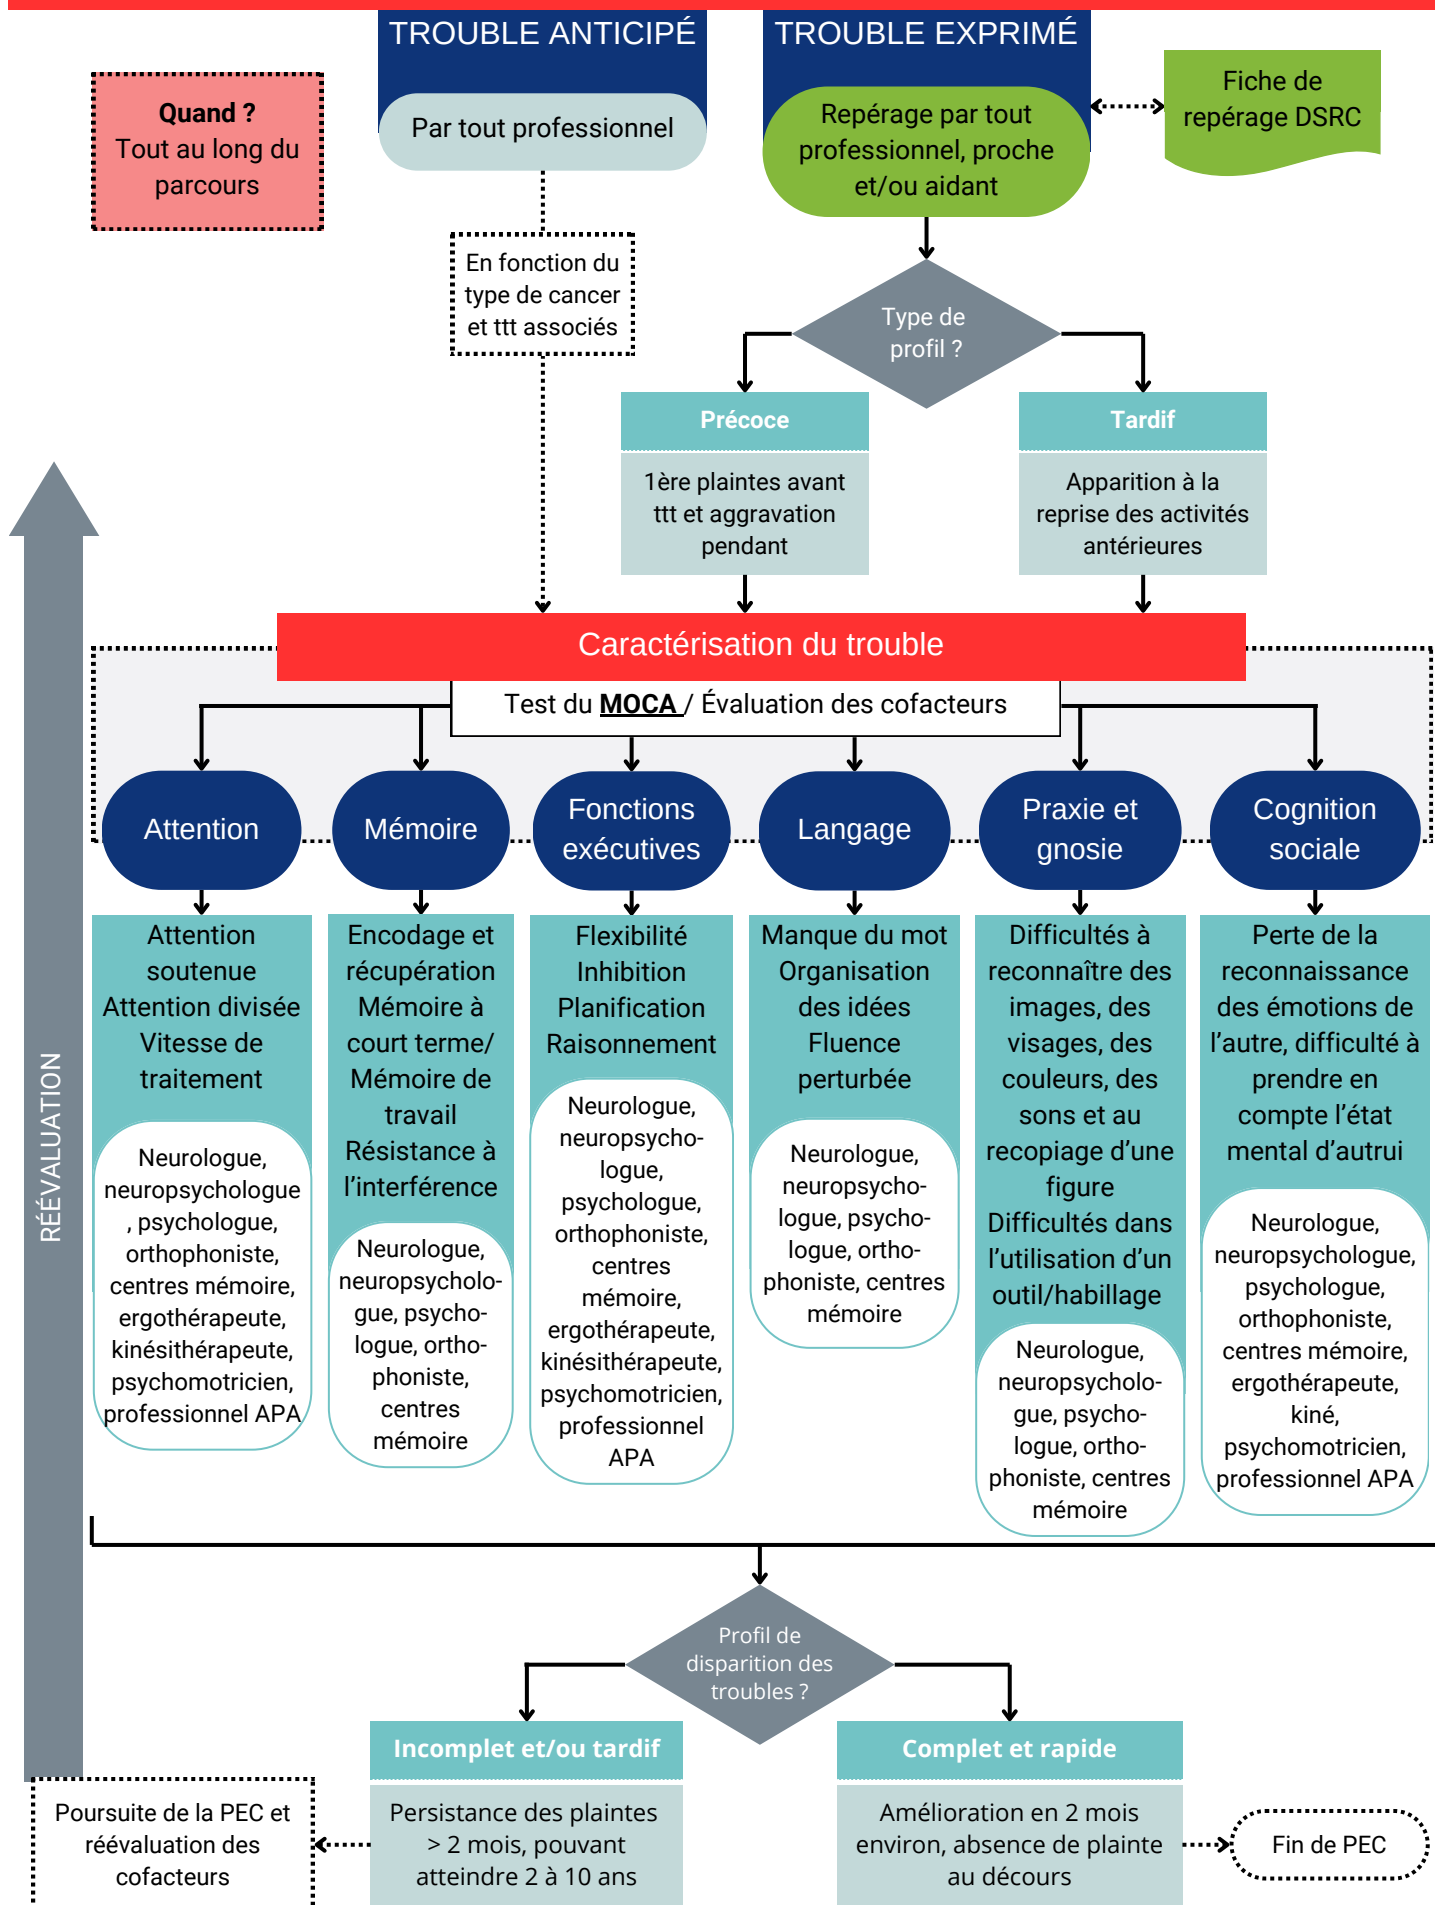 TROUBLE ANTICIPÉ
TROUBLE EXPRIMÉ
Quand ?
Tout au long du
parcours
Par tout professionnel
Repérage par tout
professionnel, proche
et/ou aidant
Fiche de
repérage DSRC
En fonction du
type de cancer
et ttt associés
Type de
profil ?
Précoce
1ère plaintes avant
ttt et aggravation
pendant
Tardif
Apparition à la
reprise des activités
antérieures
RÉÉVALUATION
Caractérisation du trouble
Test du MOCA / Évaluation des cofacteurs
Attention
Mémoire
Fonctions
exécutives
Langage
Praxie et
gnosie
Cognition
sociale
Attention
soutenue
Attention divisée
Vitesse de
traitement
Neurologue,
neuropsychologue
, psychologue,
orthophoniste,
centres mémoire,
ergothérapeute,
kinésithérapeute,
psychomotricien,
professionnel APA
Encodage et
récupération
Mémoire à
court terme/
Mémoire de
travail
Résistance à
l’interférence
Neurologue,
neuropsycholo-
gue, psycho-
logue, ortho-
phoniste,
centres
mémoire
Flexibilité
Inhibition
Planification
Raisonnement
Neurologue,
neuropsycho-
logue,
psychologue,
orthophoniste,
centres
mémoire,
ergothérapeute,
kinésithérapeute,
psychomotricien,
professionnel
APA
Manque du mot
Organisation
des idées
Fluence
perturbée
Neurologue,
neuropsycho-
logue, psycho-
logue, ortho-
phoniste, centres
mémoire
Difficultés à
reconnaître des
images, des
visages, des
couleurs, des
sons et au
recopiage d’une
figure
Difficultés dans
l’utilisation d’un
outil/habillage
Neurologue,
neuropsycholo-
gue, psycho-
logue, ortho-
phoniste, centres
mémoire
Perte de la
reconnaissance
des émotions de
l’autre, difficulté à
prendre en
compte l’état
mental d’autrui
Neurologue,
neuropsychologue,
psychologue,
orthophoniste,
centres mémoire,
ergothérapeute,
kiné,
psychomotricien,
professionnel APA
Profil de
disparition des
troubles ?
Incomplet et/ou tardif
Persistance des plaintes
> 2 mois, pouvant
atteindre 2 à 10 ans
Poursuite de la PEC et
réévaluation des
cofacteurs
Complet et rapide
Amélioration en 2 mois
environ, absence de plainte
au décours
Fin de PEC